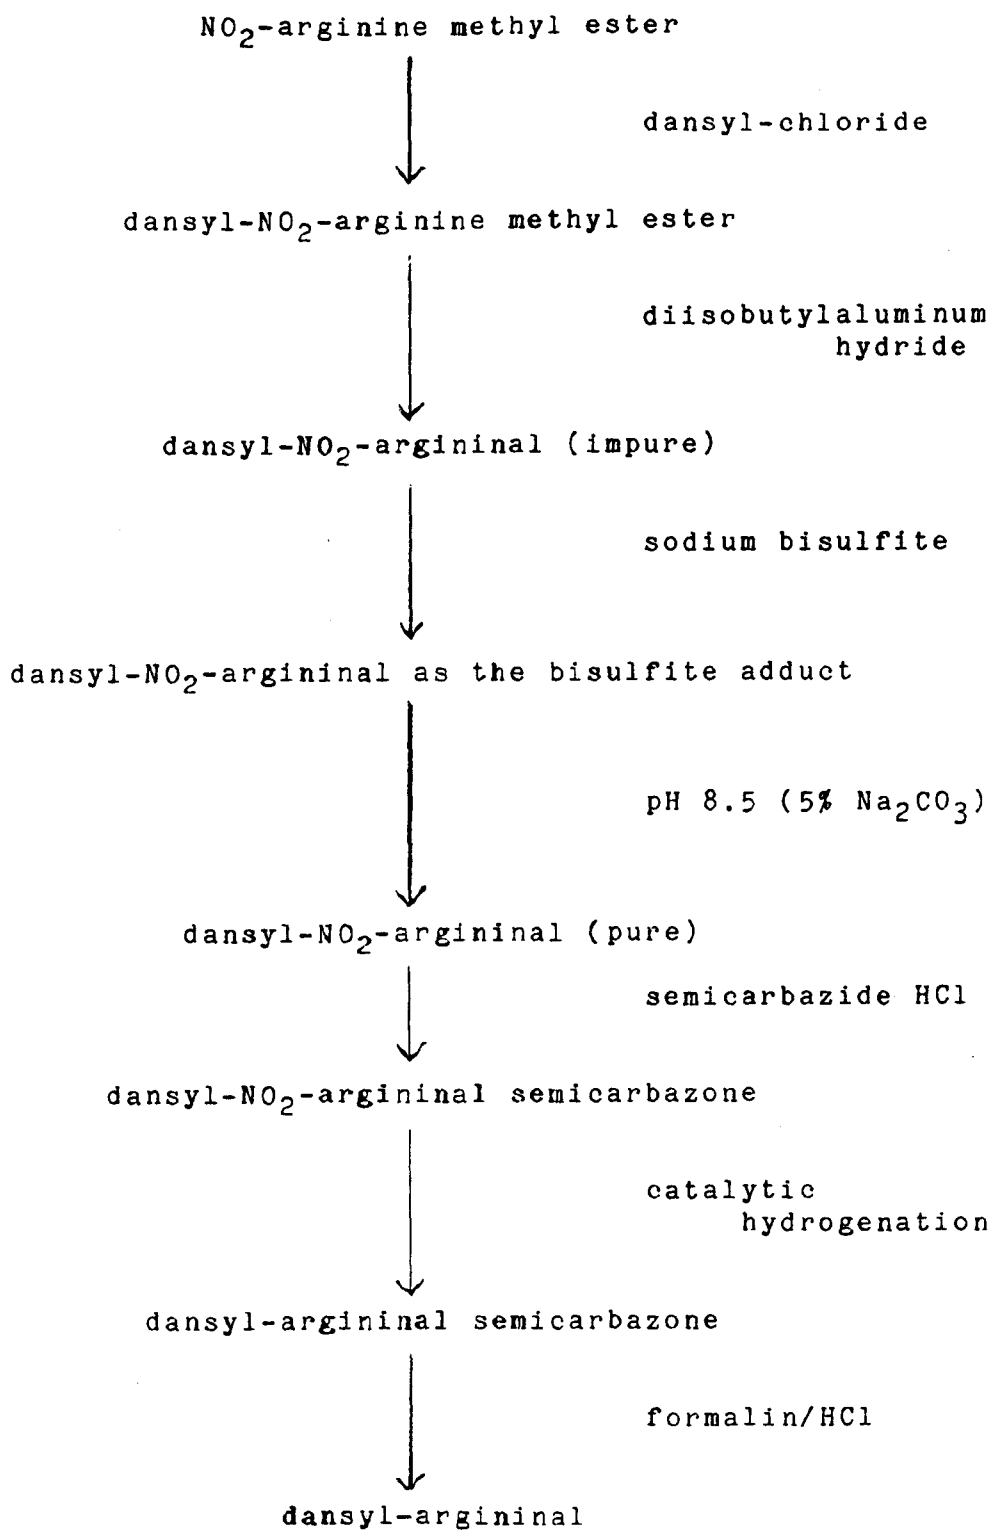 NO₂-arginine methyl ester
dansyl-chloride
dansyl-NO₂-arginine methyl ester
diisobutylaluminum
hydride
dansyl-NO₂-argininal (impure)
sodium bisulfite
dansyl-NO₂-argininal as the bisulfite adduct
pH 8.5 (5% Na₂CO₃)
dansyl-NO₂-argininal (pure)
semicarbazide HCl
dansyl-NO₂-argininal semicarbazone
catalytic
hydrogenation
dansyl-argininal semicarbazone
formalin/HCl
dansyl-argininal